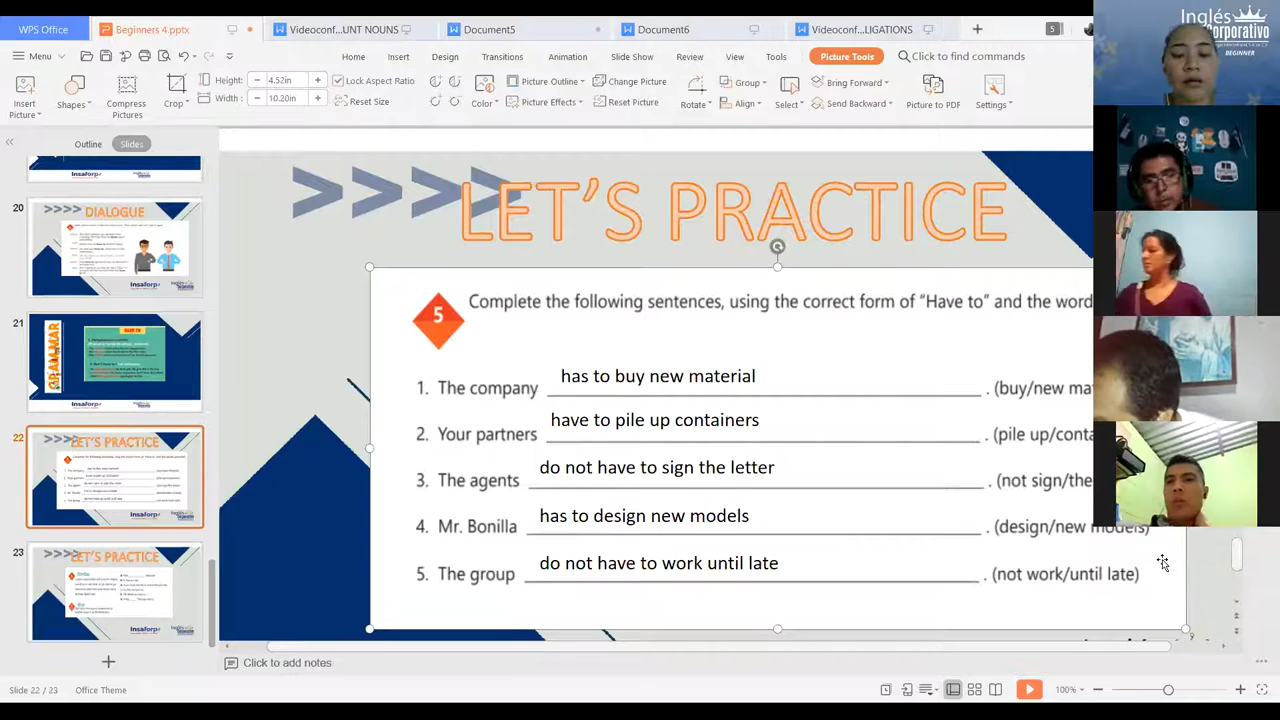 WPS Office
Beginners 4.pptx
Videoconf...UNT NOUNS
Document5
Document6
Videoconf...LIGATIONS
5
Inglés
Corporativo
BEGINNER
Menu
Home
Insert
Design
Transitions
Animation
Slide Show
Review
View
Tools
Picture Tools
Click to find commands
Insert Picture
Shapes
Compress Pictures
Crop
Height: 4.52in
Width : 10.20in
Lock Aspect Ratio
Reset Size
Color
Picture Outline
Picture Effects
Change Picture
Reset Picture
Rotate
Group
Align
Select
Bring Forward
Send Backward
Picture to PDF
Settings
Outline
Slides
20
DIALOGUE
21
GRAMMAR
HAVE TO
22
LET'S PRACTICE
23
LET'S PRACTICE
Insaforp
>>>> LET'S PRACTICE
5
Complete the following sentences, using the correct form of "Have to" and the word
1. The company has to buy new material . (buy/new ma
2. Your partners have to pile up containers . (pile up/conta
3. The agents do not have to sign the letter . (not sign/the
4. Mr. Bonilla has to design new models . (design/new models)
5. The group do not have to work until late . (not work/until late)
Click to add notes
Slide 22 / 23
Office Theme
100%